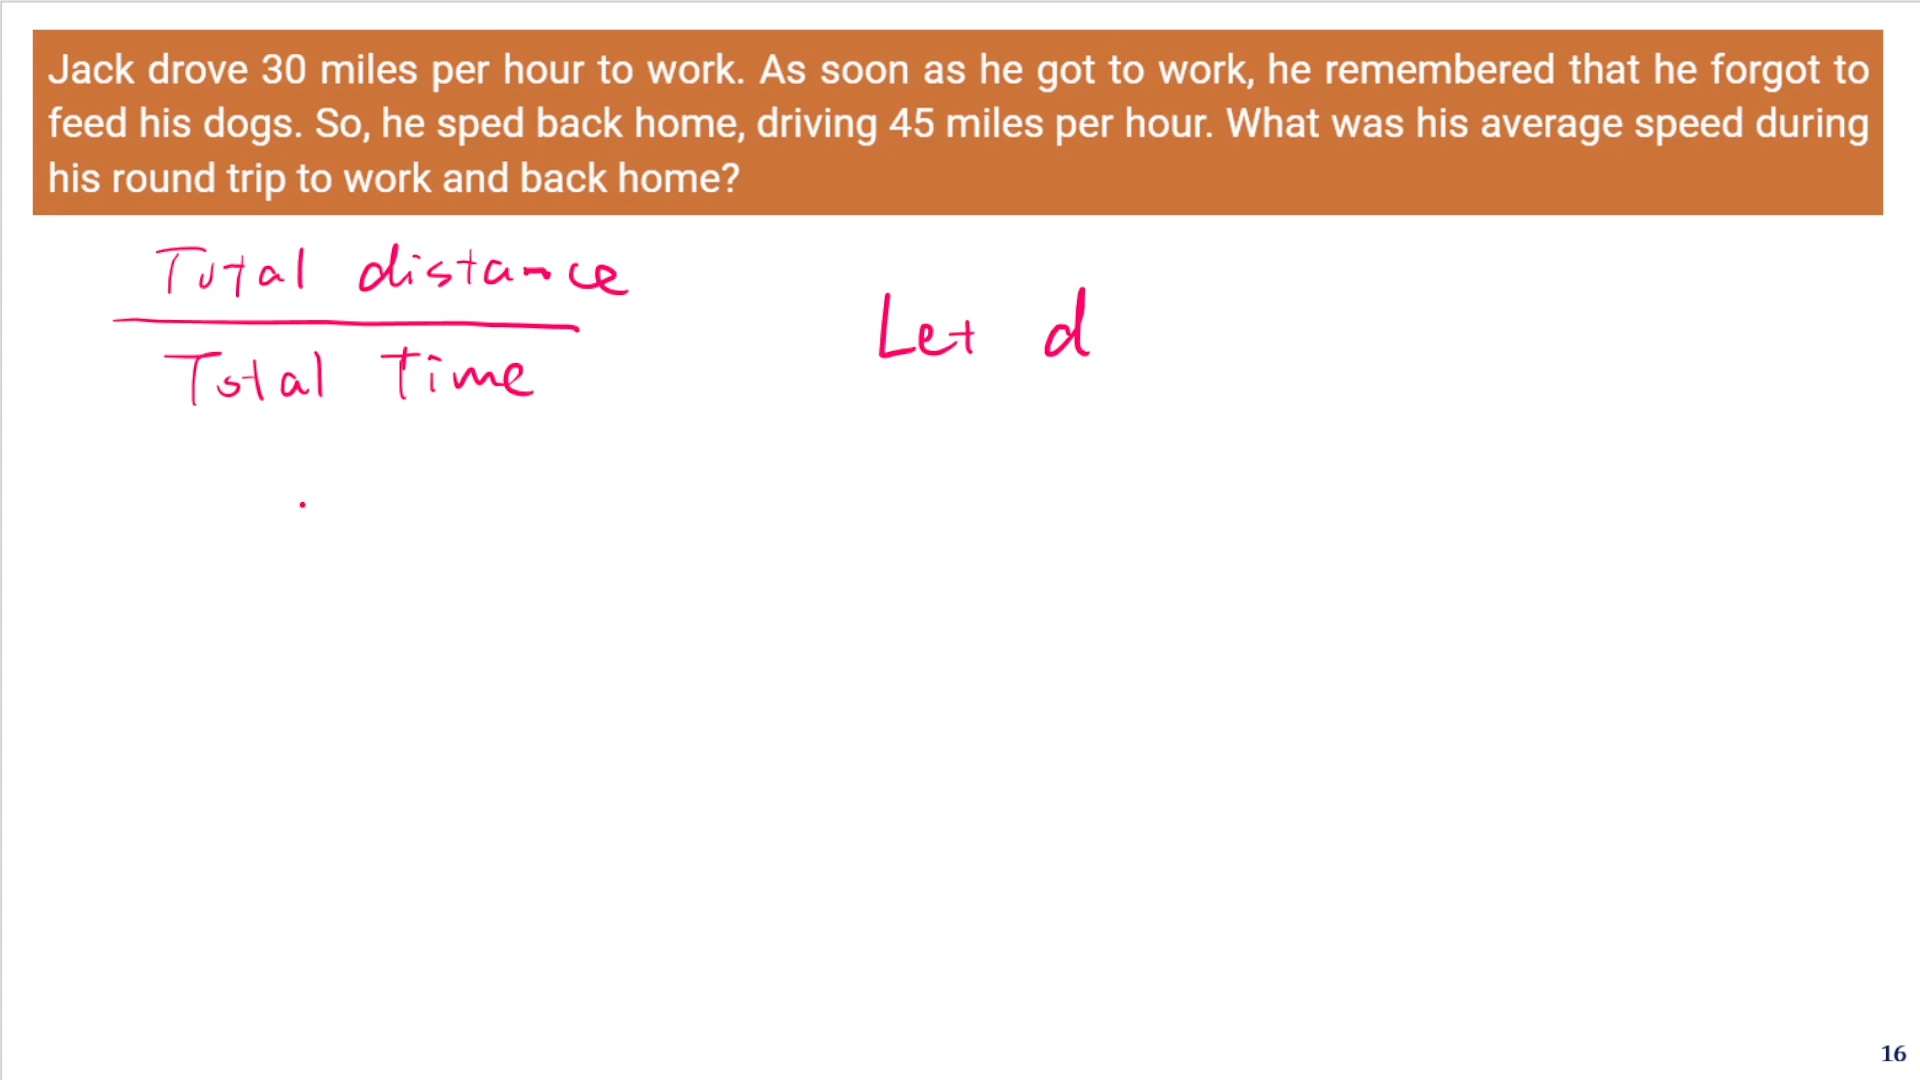 Jack drove 30 miles per hour to work. As soon as he got to work, he remembered that he forgot to
feed his dogs. So, he sped back home, driving 45 miles per hour. What was his average speed during
his round trip to work and back home?
Total distance
Total Time
Let d
16